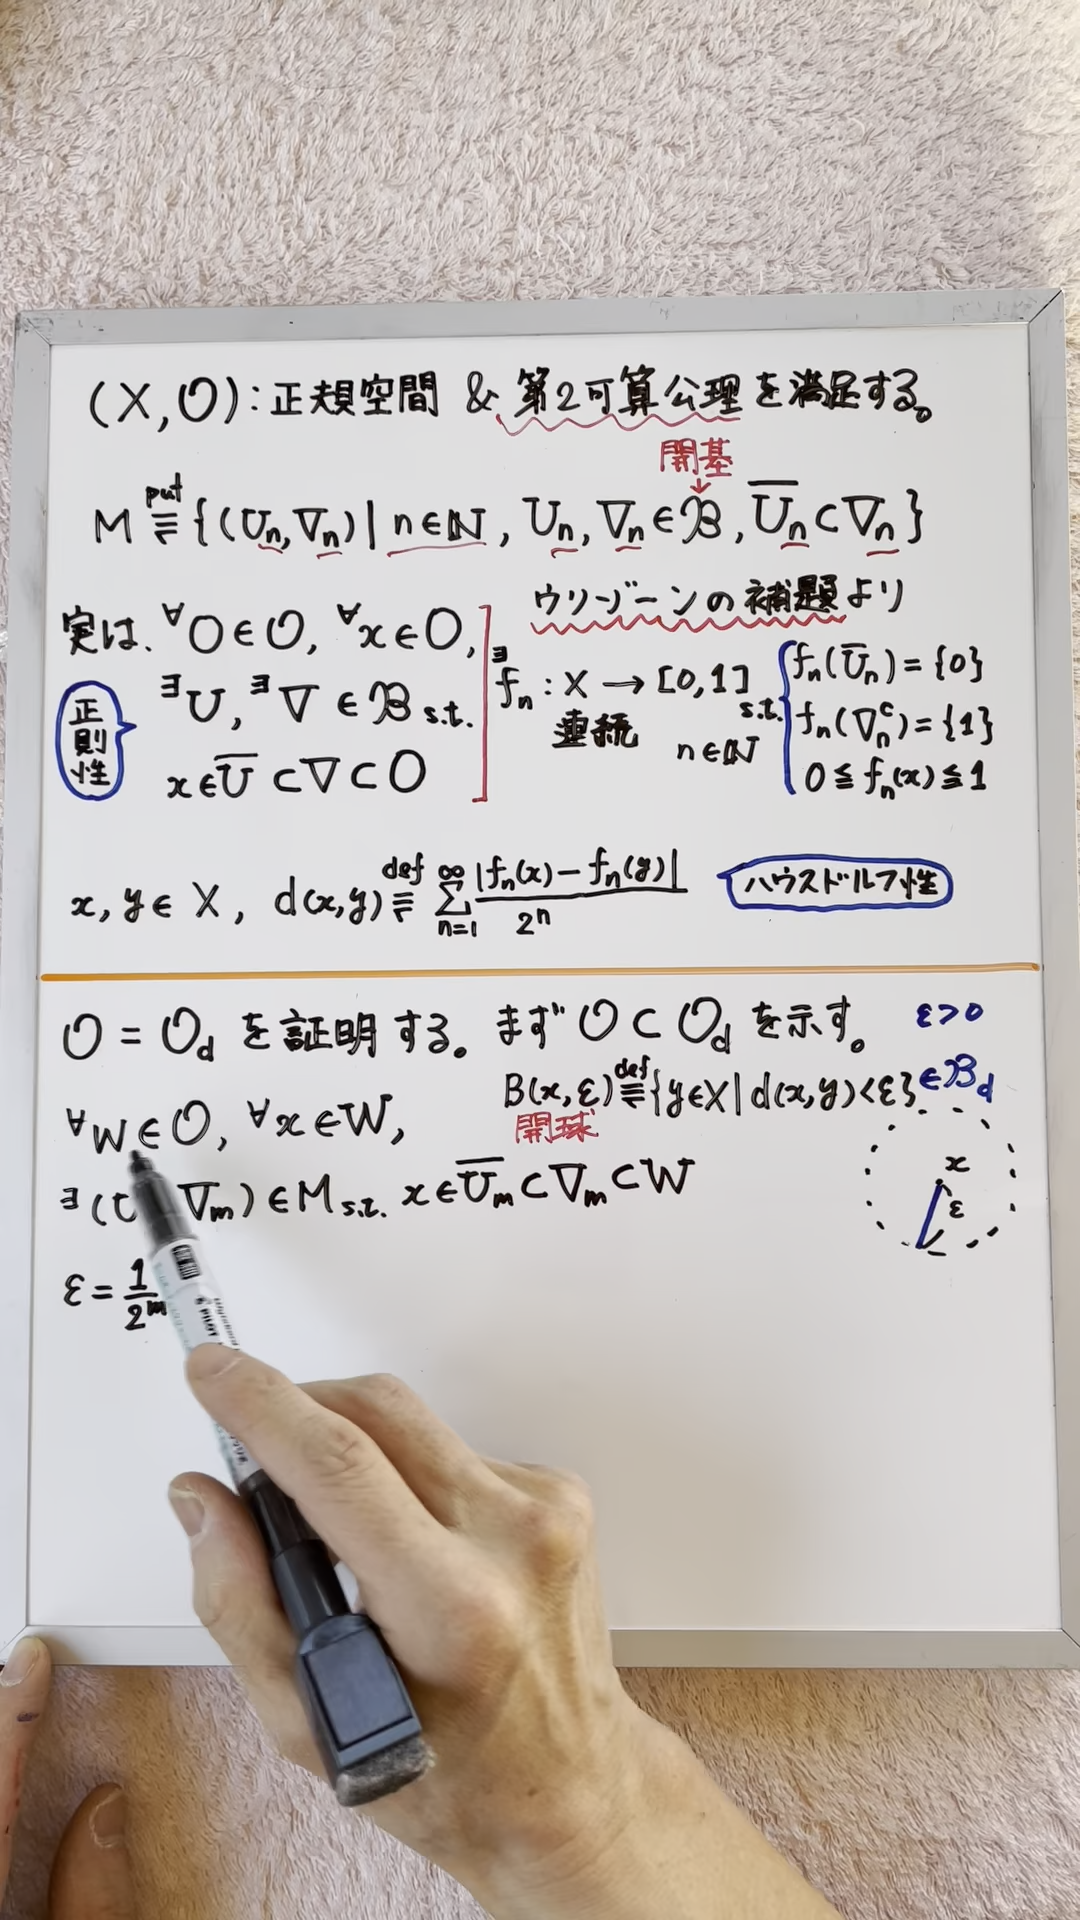 (X, O) : 正規空間 & 第2可算公理を満足する。
開基
↓
M put≡ {(Un, Vn) | n∈ℕ, Un, Vn∈B, U̅n⊂Vn}
ウリゾーンの補題より
実は、∀O∈O, ∀x∈O,
∃U, ∃V ∈B s.t.
x∈U̅⊂V⊂O
正則性
∃fn : X → [0,1] s.t.
連続 n∈ℕ
fn(U̅n) = {0}
fn(Vnᶜ) = {1}
0 ≦ fn(x) ≦ 1
x, y∈X, d(x,y) def≡ ∑_{n=1}^{∞} |fn(x) − fn(y)| / 2ⁿ
ハウスドルフ性
O = Od を証明する。まず O⊂Od を示す。
ε>0
B(x,ε) def≡ {y∈X | d(x,y)<ε} ∈Bd
開球
∀W∈O, ∀x∈W,
∃(U Vm)∈M s.t. x∈U̅m⊂Vm⊂W
x
ε
ε = 1/2ᵐ
PILOT